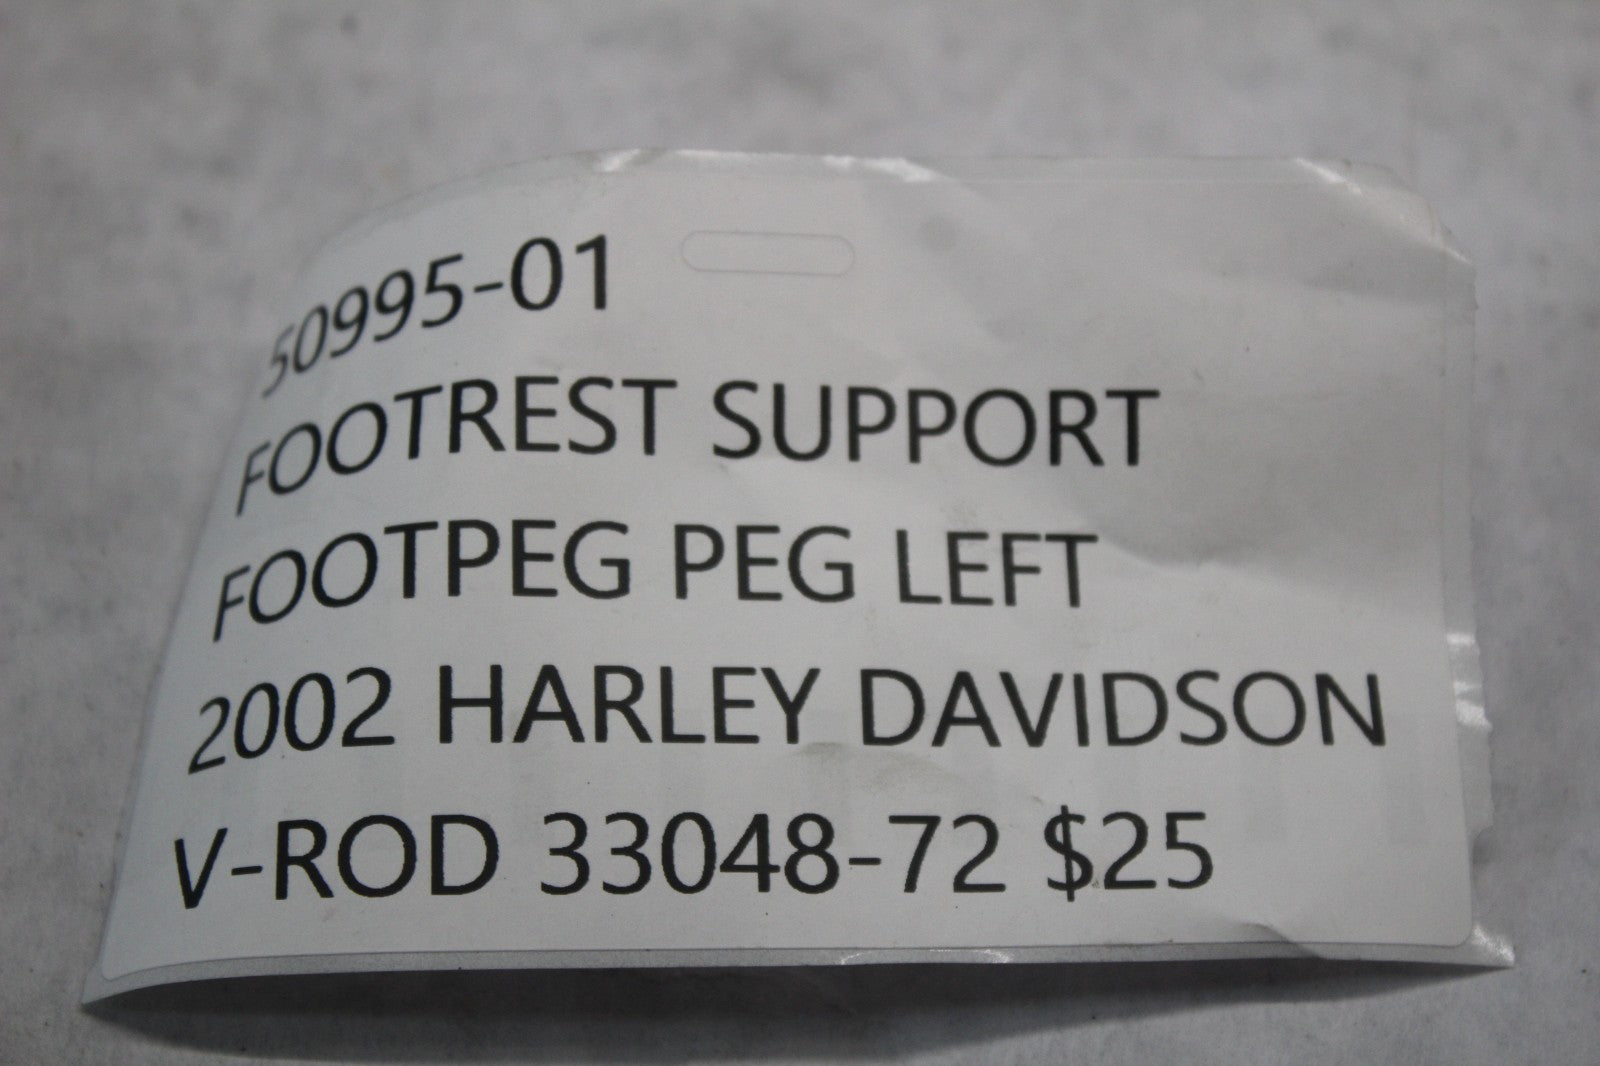 50995-01
FOOTREST SUPPORT
FOOTPEG PEG LEFT
2002 HARLEY DAVIDSON
V-ROD 33048-72 $25